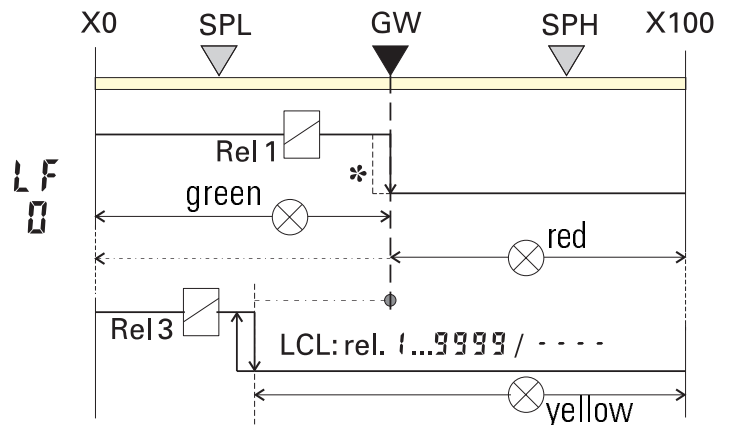 X0 SPL GW SPH X100
Rel 1
*
LF
0
green
red
Rel 3
LCL: rel. 1...9999 / - - - -
yellow